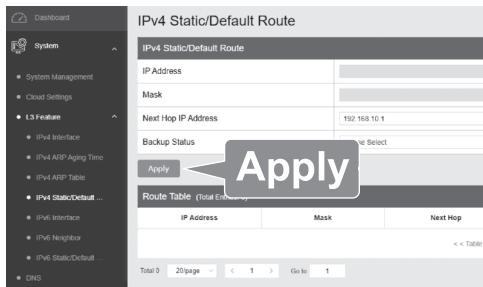 Dashboard
IPv4 Static/Default Route
System
IPv4 Static/Default Route
IP Address
System Management
Mask
Cloud Settings
L3 Feature
Next Hop IP Address
192.168.10.1
IPv4 Interface
Backup Status
Select
IPv4 ARP Aging Time
Apply
Apply
IPv4 ARP Table
IPv4 Static/Default ...
Route Table (Total
IPv6 Interface
IP Address Mask Next Hop
IPv6 Neighbor
< < Table
IPv6 Static/Default ...
Total 0 20/page < 1 > Go to 1
DNS